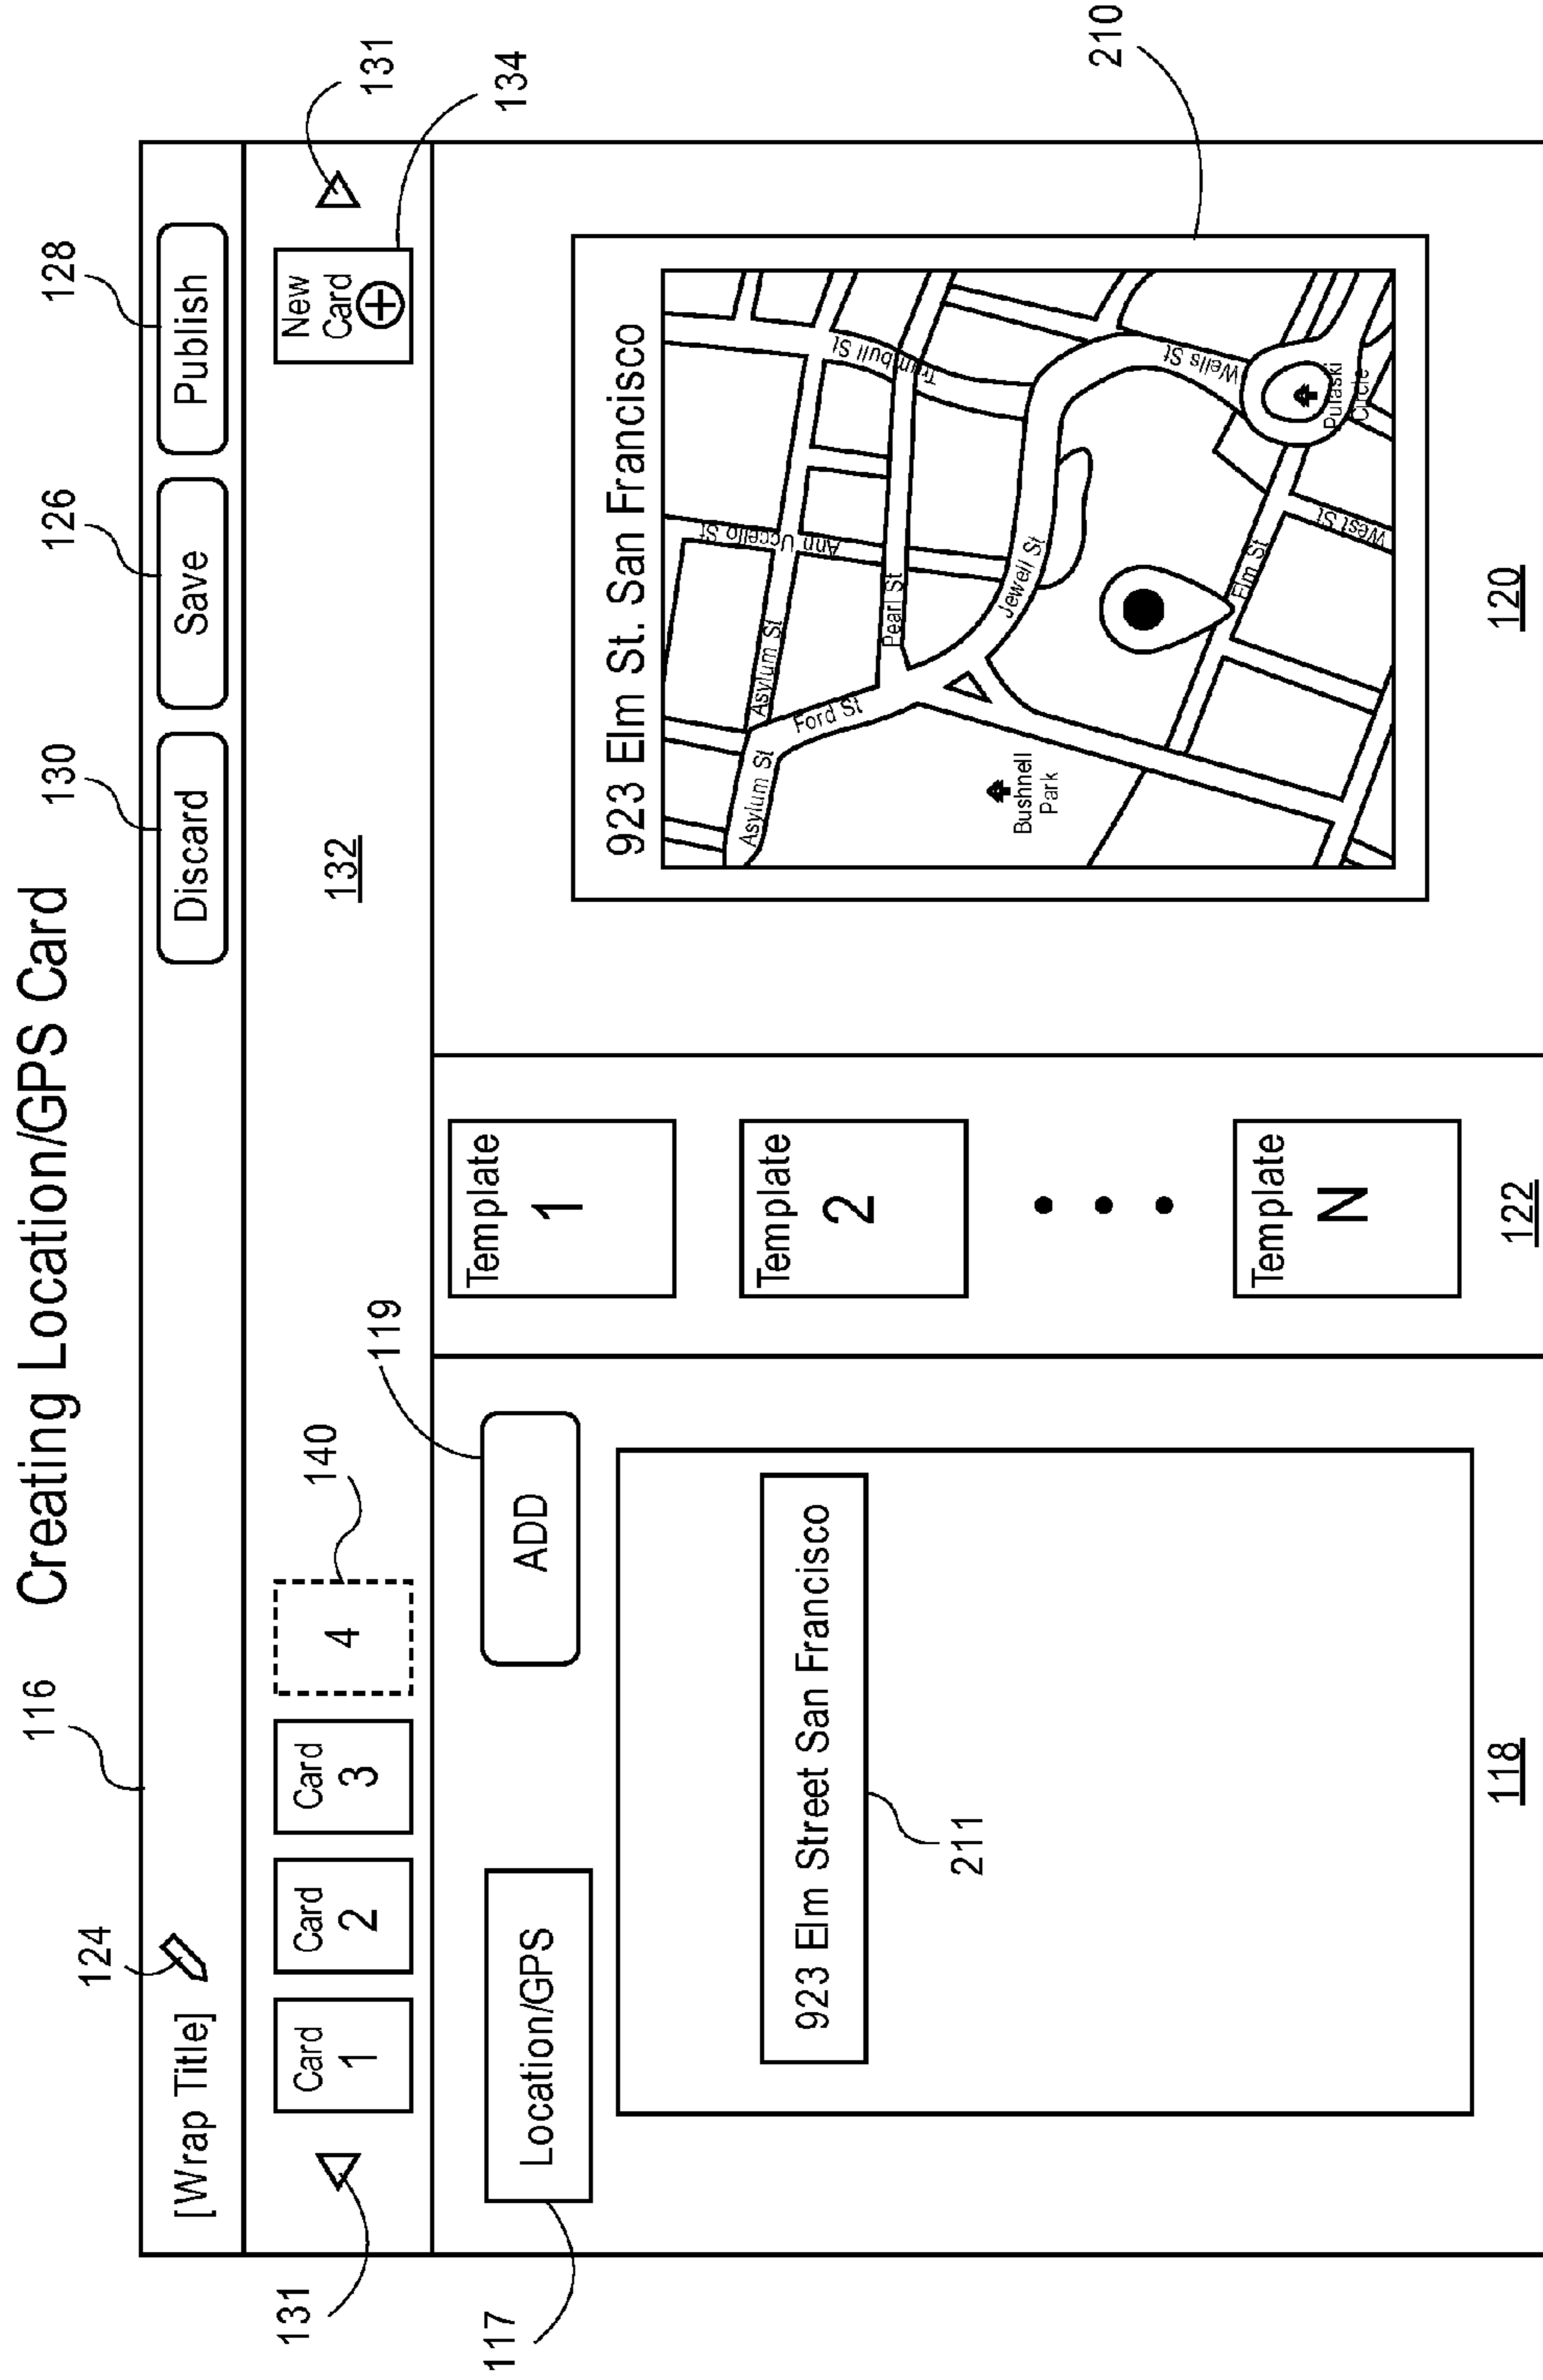 Creating Location/GPS Card
116
124
130
126
128
[Wrap Title]
Discard
Save
Publish
131
131
134
Card
1
Card
2
Card
3
4
140
132
New
Card
117
Location/GPS
ADD
119
923 Elm Street San Francisco
211
118
Template
1
Template
2
Template
N
122
923 Elm St. San Francisco
Asylum St
Asylum St
Ford St
Ann Uccello St
Trumbull St
Pearl St
Jewell St
Wells St
Bushnell
Park
Elm St
West St
Pulaski
Circle
210
120